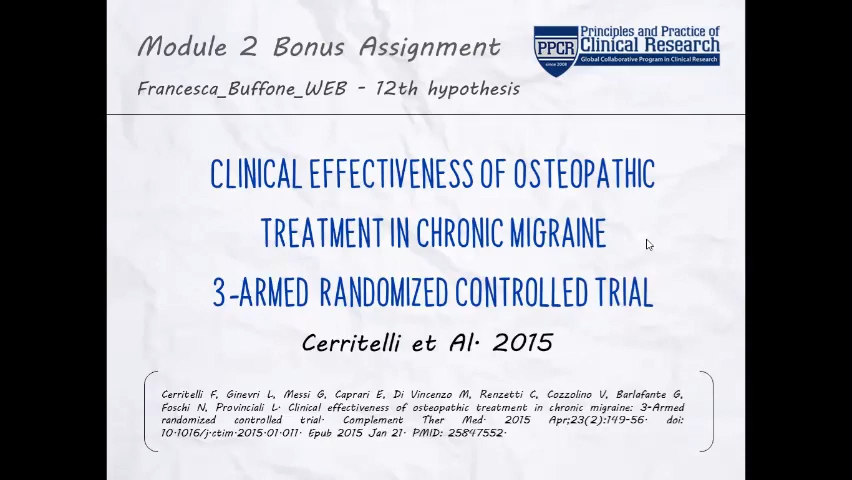 Module 2 Bonus Assignment
Francesca_Buffone_WEB - 12th hypothesis
PPCR
since 2008
Principles and Practice of
Clinical Research
Global Collaborative Program in Clinical Research
CLINICAL EFFECTIVENESS OF OSTEOPATHIC
TREATMENT IN CHRONIC MIGRAINE
3-ARMED RANDOMIZED CONTROLLED TRIAL
Cerritelli et Al. 2015
Cerritelli F, Ginevri L, Messi G, Caprari E, Di Vincenzo M, Renzetti C, Cozzolino V, Barlafante G,
Foschi N, Provinciali L. Clinical effectiveness of osteopathic treatment in chronic migraine: 3-Armed
randomized controlled trial. Complement Ther Med. 2015 Apr;23(2):149-56. doi:
10.1016/j.ctim.2015.01.011. Epub 2015 Jan 21. PMID: 25847552.